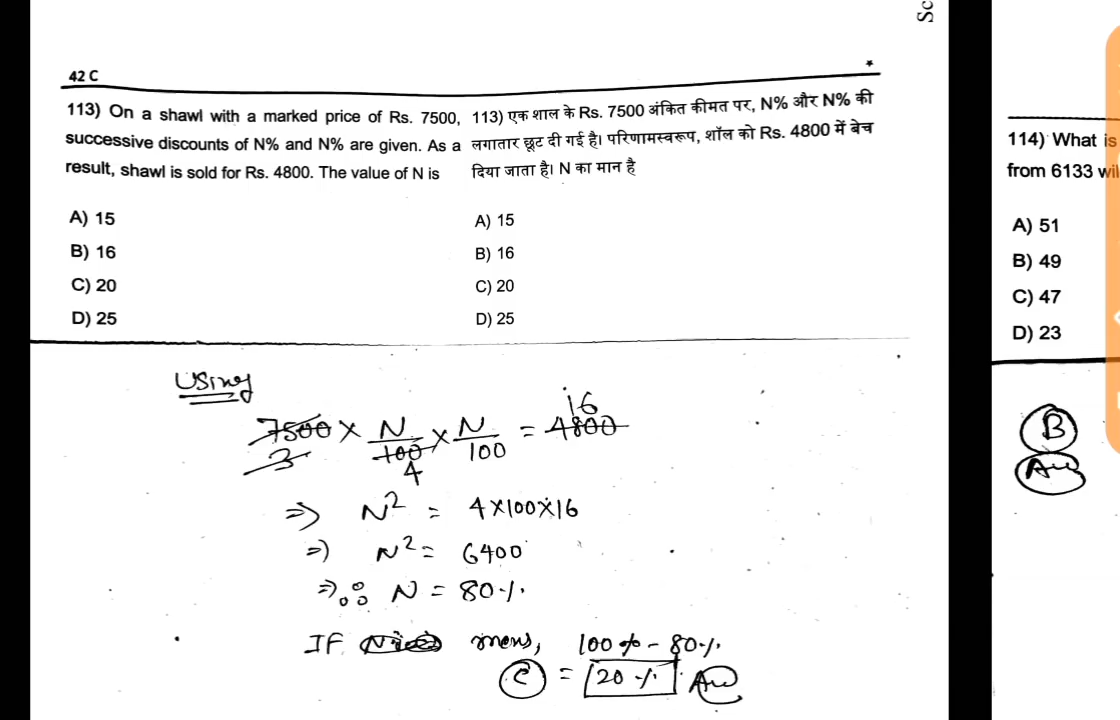 Sc
42 C
*
113) On a shawl with a marked price of Rs. 7500,
successive discounts of N% and N% are given. As a
result, shawl is sold for Rs. 4800. The value of N is
A) 15
B) 16
C) 20
D) 25
113) एक शाल के Rs. 7500 अंकित कीमत पर, N% और N% की
लगातार छूट दी गई है। परिणामस्वरूप, शॉल को Rs. 4800 में बेच
दिया जाता है। N का मान है
A) 15
B) 16
C) 20
D) 25
Using
7500 × N/100 × N/100 = 4800
3 4 16
⇒ N² = 4×100×16
⇒ N² = 6400
⇒ ∴ N = 80%
IF mens, 100% - 80%
(C) = 20% Ans
114) What is
from 6133 wil
A) 51
B) 49
C) 47
D) 23
B
Ans